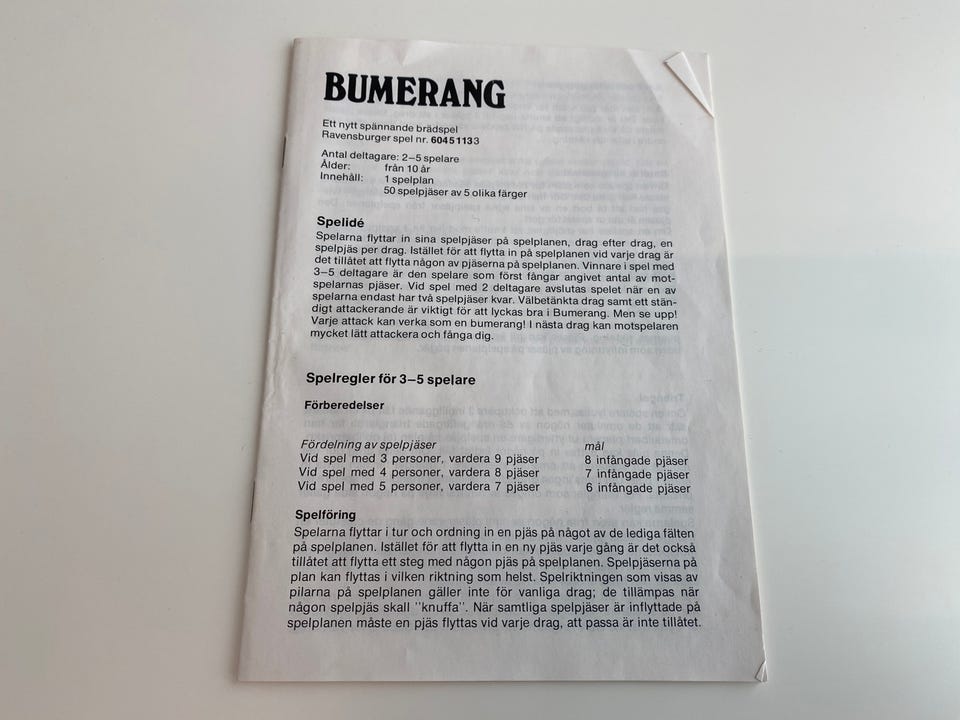 BUMERANG
Ett nytt spännande brädspel
Ravensburger spel nr. 60451133
Antal deltagare: 2–5 spelare
Ålder: från 10 år
Innehåll: 1 spelplan
50 spelpjäser av 5 olika färger
Spelidé
Spelarna flyttar in sina spelpjäser på spelplanen, drag efter drag, en
spelpjäs per drag. Istället för att flytta in på spelplanen vid varje drag är
det tillåtet att flytta någon av pjäserna på spelplanen. Vinnare i spel med
3–5 deltagare är den spelare som först fångar angivet antal av mot-
spelarnas pjäser. Vid spel med 2 deltagare avslutas spelet när en av
spelarna endast har två spelpjäser kvar. Välbetänkta drag samt ett stän-
digt attackerande är viktigt för att lyckas bra i Bumerang. Men se upp!
Varje attack kan verka som en bumerang! I nästa drag kan motspelaren
mycket lätt attackera och fånga dig.
Spelregler för 3–5 spelare
Förberedelser
Fördelning av spelpjäser mål
Vid spel med 3 personer, vardera 9 pjäser 8 infångade pjäser
Vid spel med 4 personer, vardera 8 pjäser 7 infångade pjäser
Vid spel med 5 personer, vardera 7 pjäser 6 infångade pjäser
Spelföring
Spelarna flyttar i tur och ordning in en pjäs på något av de lediga fälten
på spelplanen. Istället för att flytta in en ny pjäs varje gång är det också
tillåtet att flytta ett steg med någon pjäs på spelplanen. Spelpjäserna på
plan kan flyttas i vilken riktning som helst. Spelriktningen som visas av
pilarna på spelplanen gäller inte för vanliga drag; de tillämpas när
någon spelpjäs skall "knuffa". När samtliga spelpjäser är inflyttade på
spelplanen måste en pjäs flyttas vid varje drag, att passa är inte tillåtet.